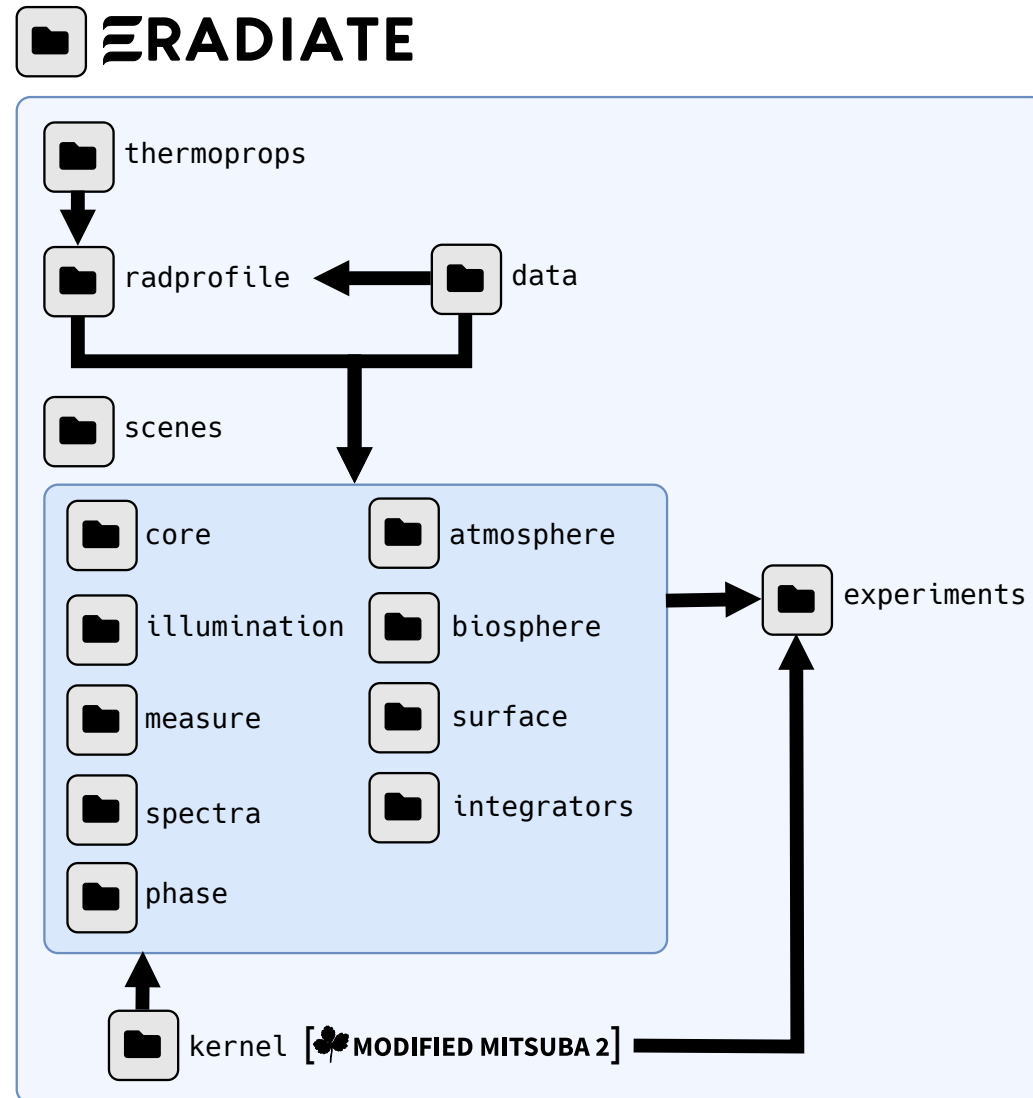 ERADIATE
thermoprops
radprofile
data
scenes
core
atmosphere
illumination
biosphere
experiments
measure
surface
spectra
integrators
phase
kernel [MODIFIED MITSUBA 2]